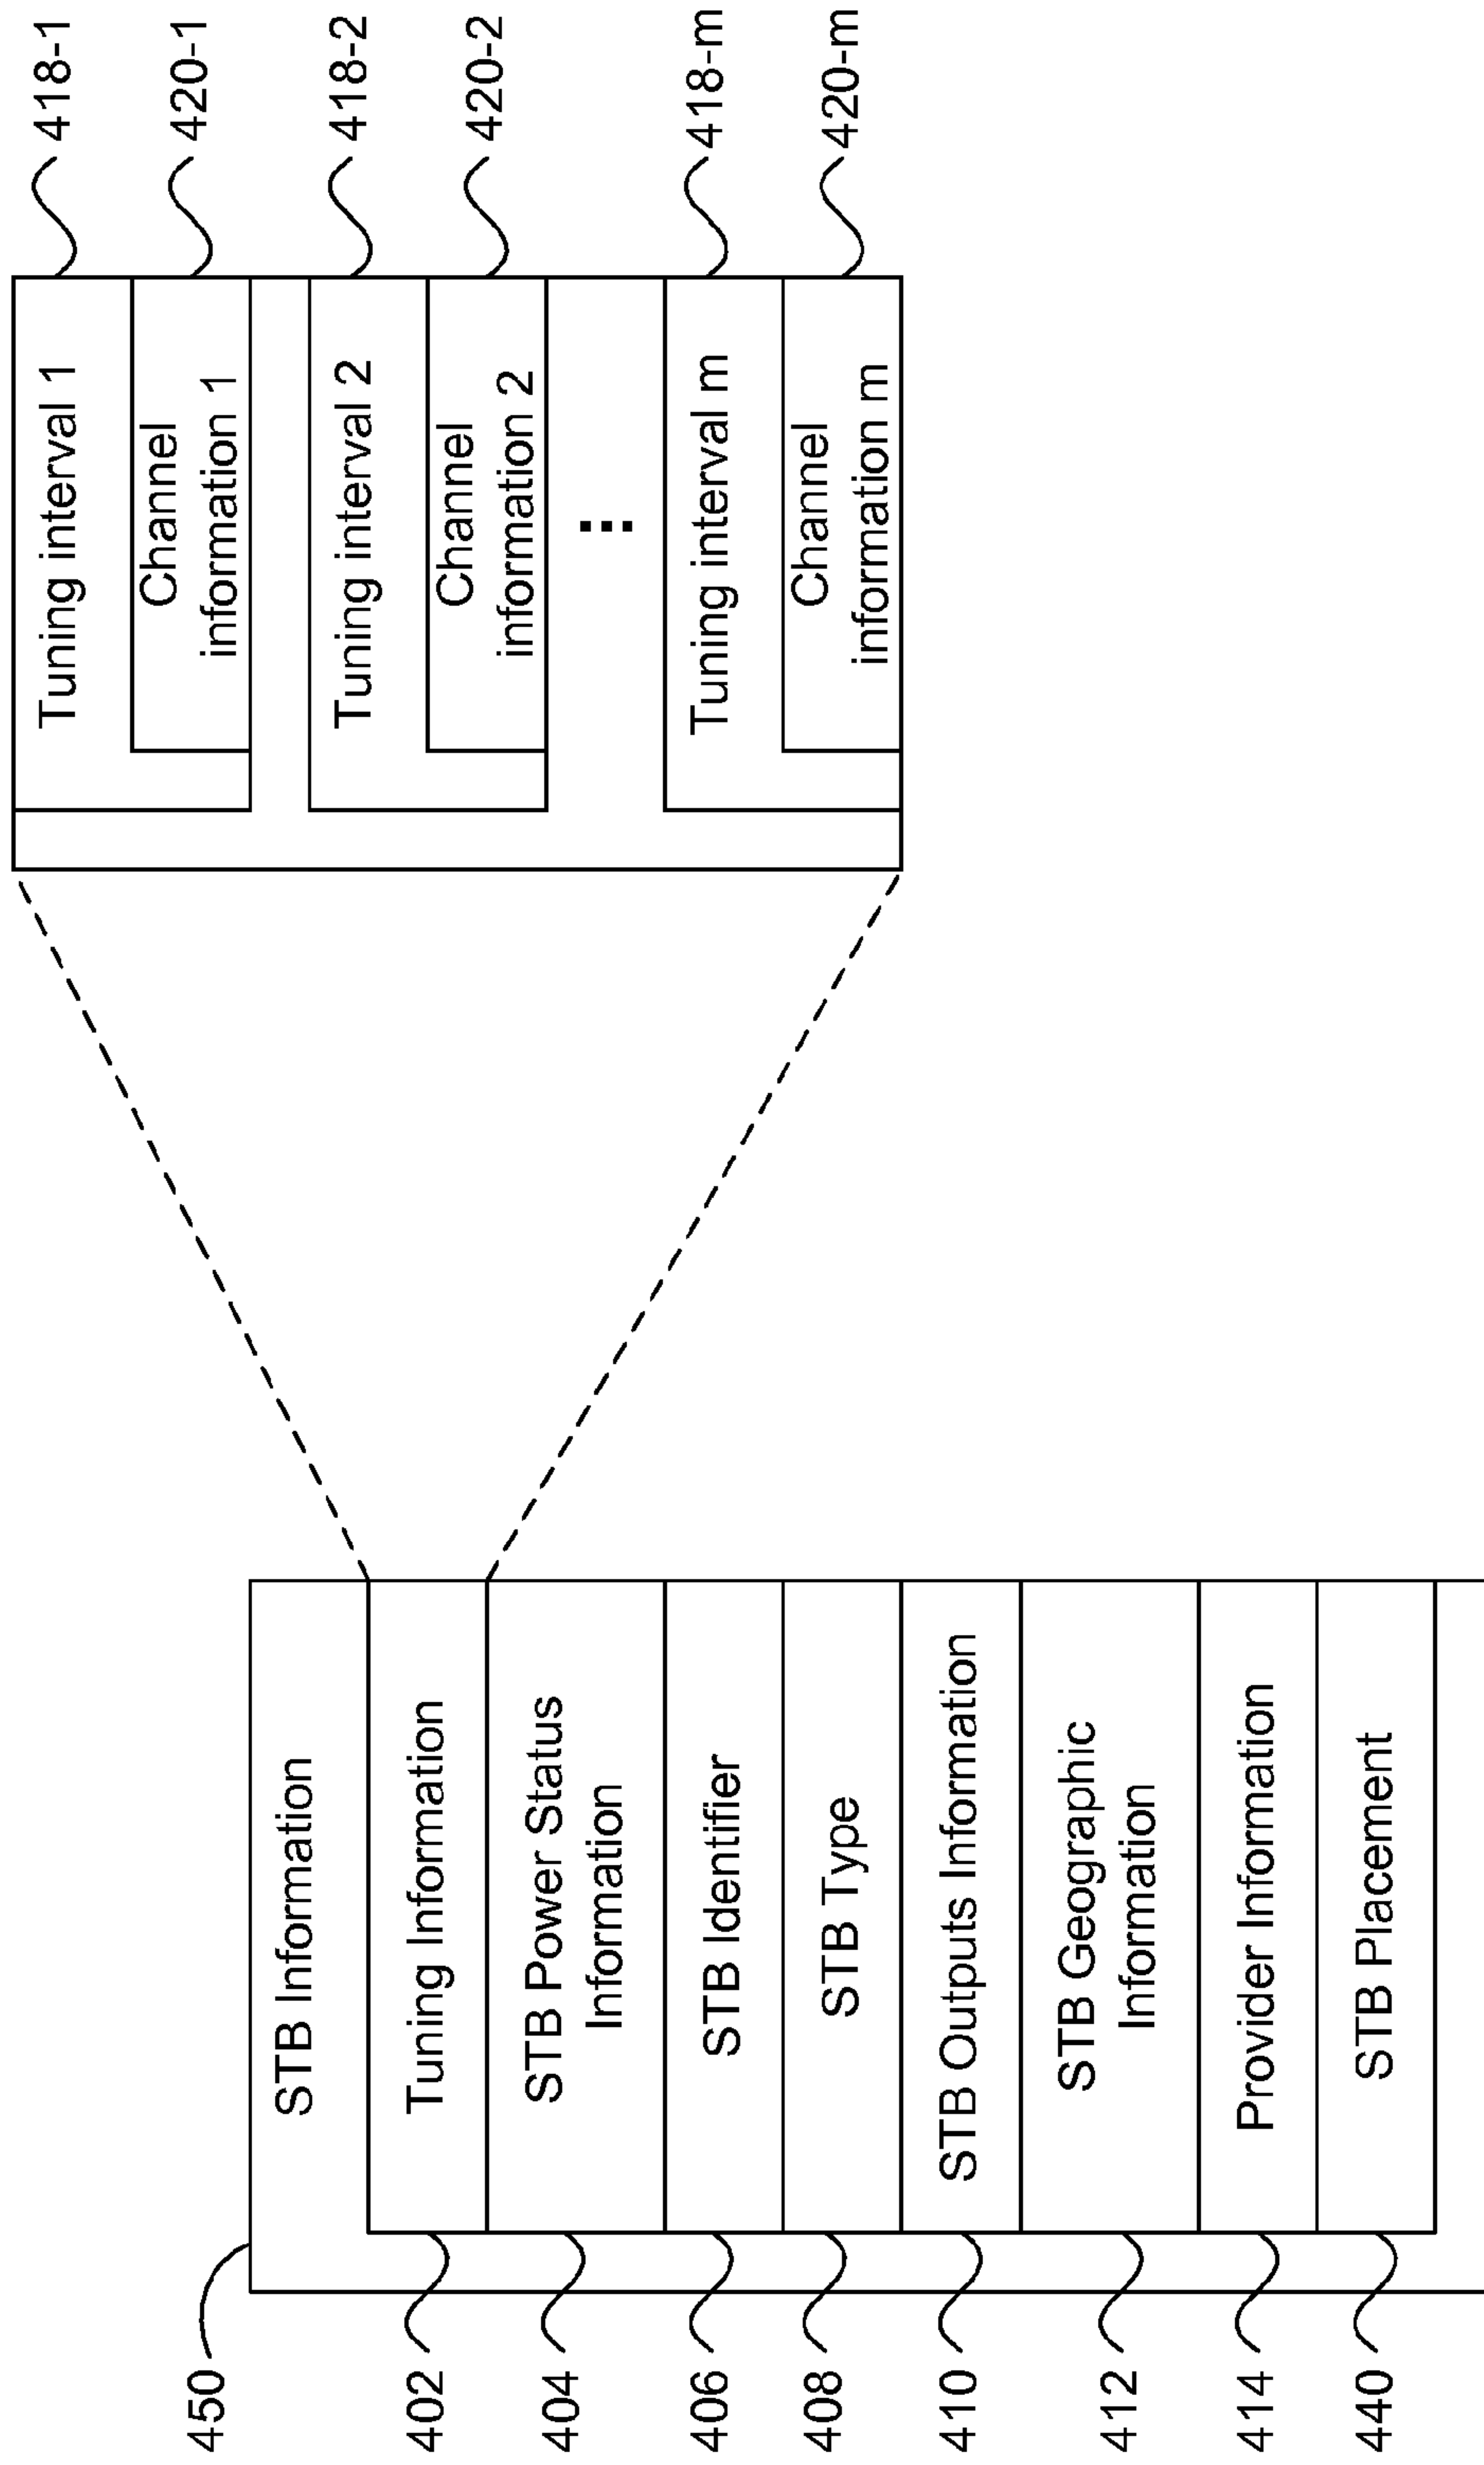 450
STB Information
402
Tuning Information
404
STB Power Status
Information
406
STB Identifier
408
STB Type
410
STB Outputs Information
412
STB Geographic
Information
414
Provider Information
440
STB Placement
Tuning interval 1
418-1
Channel
information 1
420-1
Tuning interval 2
418-2
Channel
information 2
420-2
Tuning interval m
418-m
Channel
information m
420-m